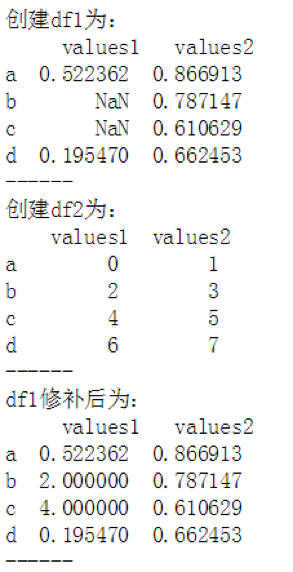 创建df1为:
values1 values2
a 0.522362 0.866913
b NaN 0.787147
c NaN 0.610629
d 0.195470 0.662453
------
创建df2为:
values1 values2
a 0 1
b 2 3
c 4 5
d 6 7
------
df1修补后为:
values1 values2
a 0.522362 0.866913
b 2.000000 0.787147
c 4.000000 0.610629
d 0.195470 0.662453
------